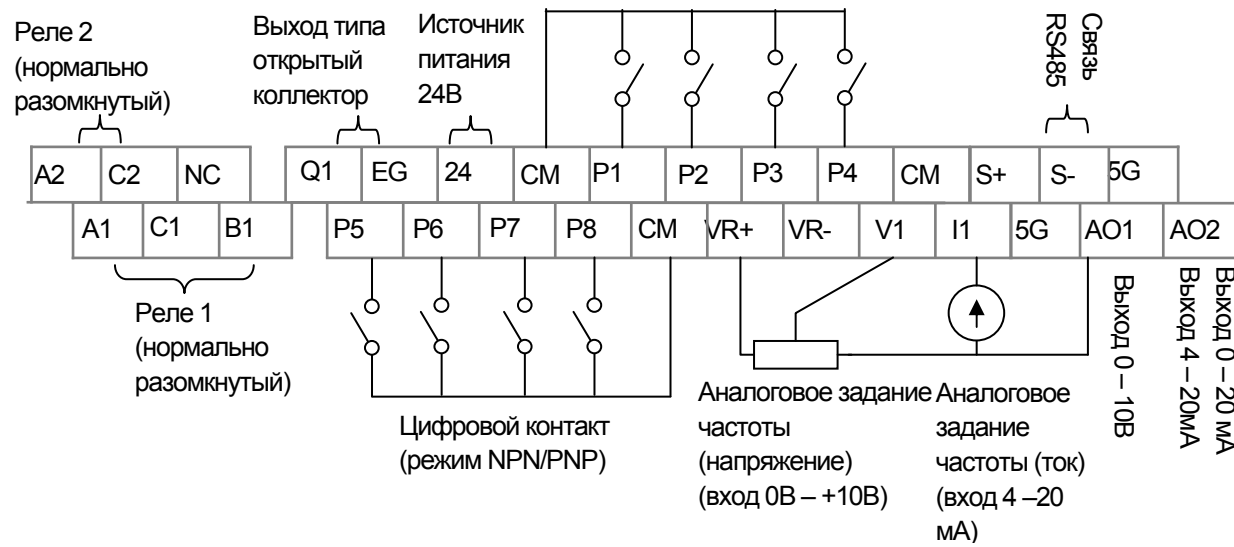 Реле 2
(нормально
разомкнутый)
Выход типа
открытый
коллектор
Источник
питания
24В
Связь
RS485
A2 C2 NC Q1 EG 24 CM P1 P2 P3 P4 CM S+ S- 5G
A1 C1 B1 P5 P6 P7 P8 CM VR+ VR- V1 I1 5G AO1 AO2
Реле 1
(нормально
разомкнутый)
Цифровой контакт
(режим NPN/PNP)
Аналоговое задание
частоты
(напряжение)
(вход 0В – +10В)
Аналоговое
задание
частоты (ток)
(вход 4 –20
мА)
Выход 0 – 10В
Выход 0 – 20 мА
Выход 4 – 20мА